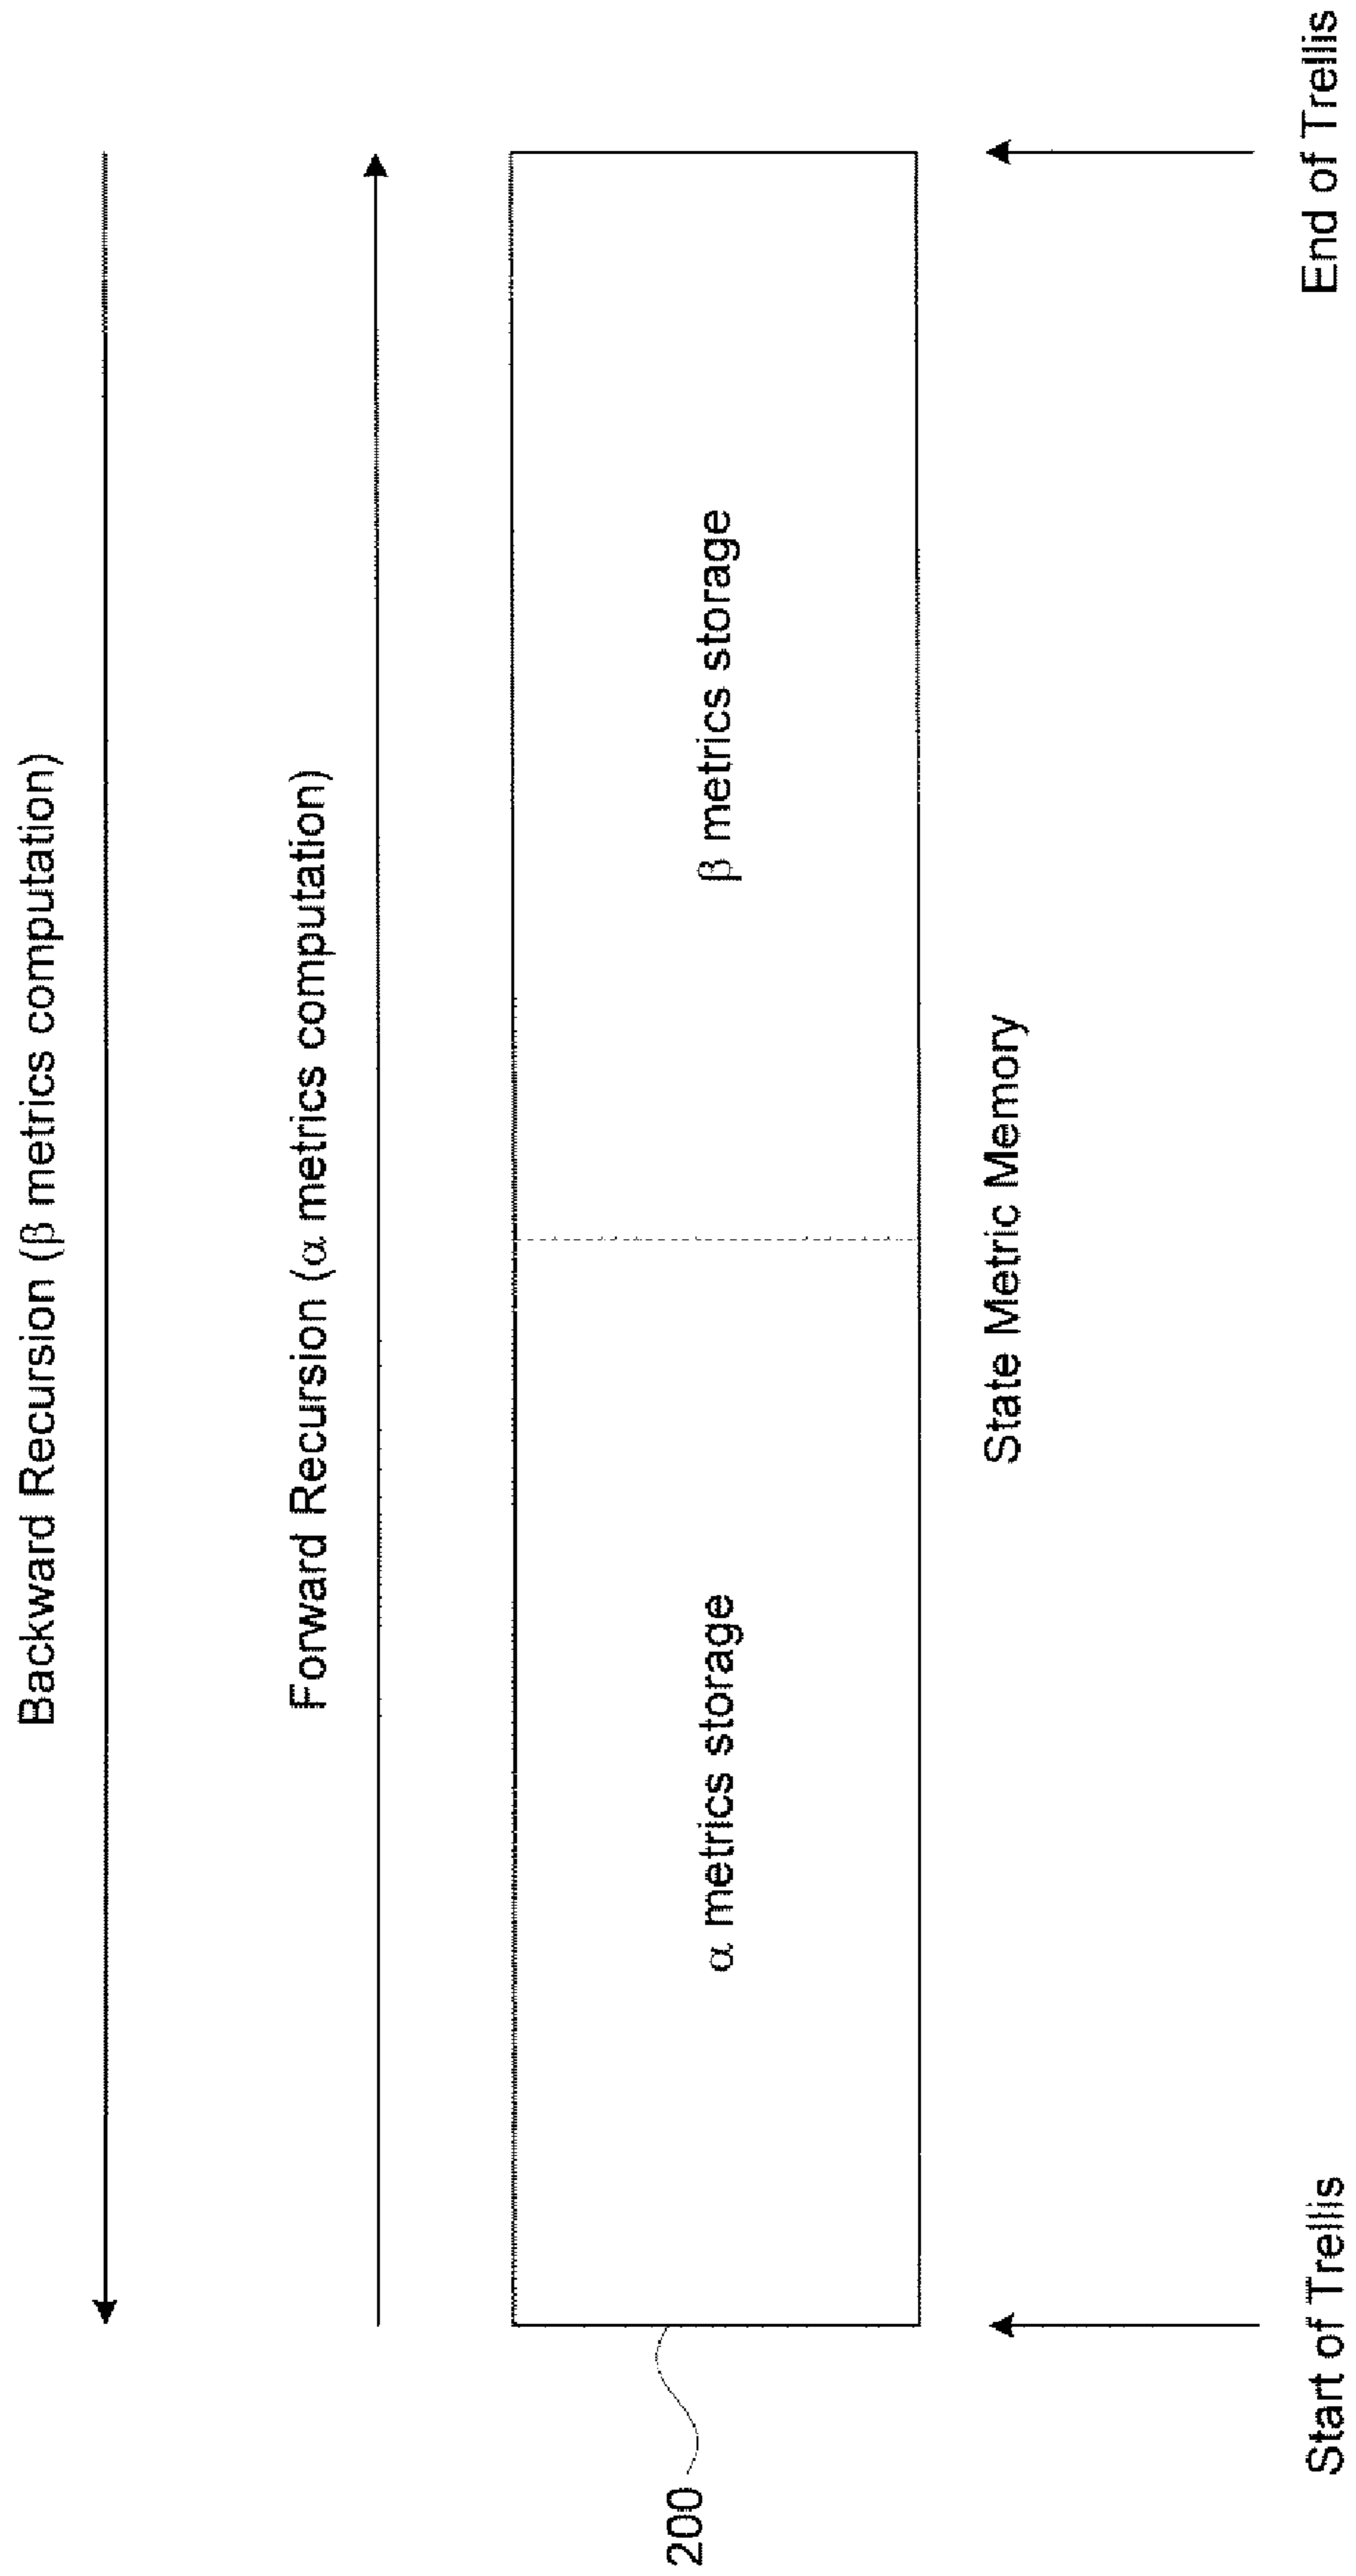 Backward Recursion (β metrics computation)
Forward Recursion (α metrics computation)
α metrics storage
β metrics storage
200
State Metric Memory
Start of Trellis
End of Trellis